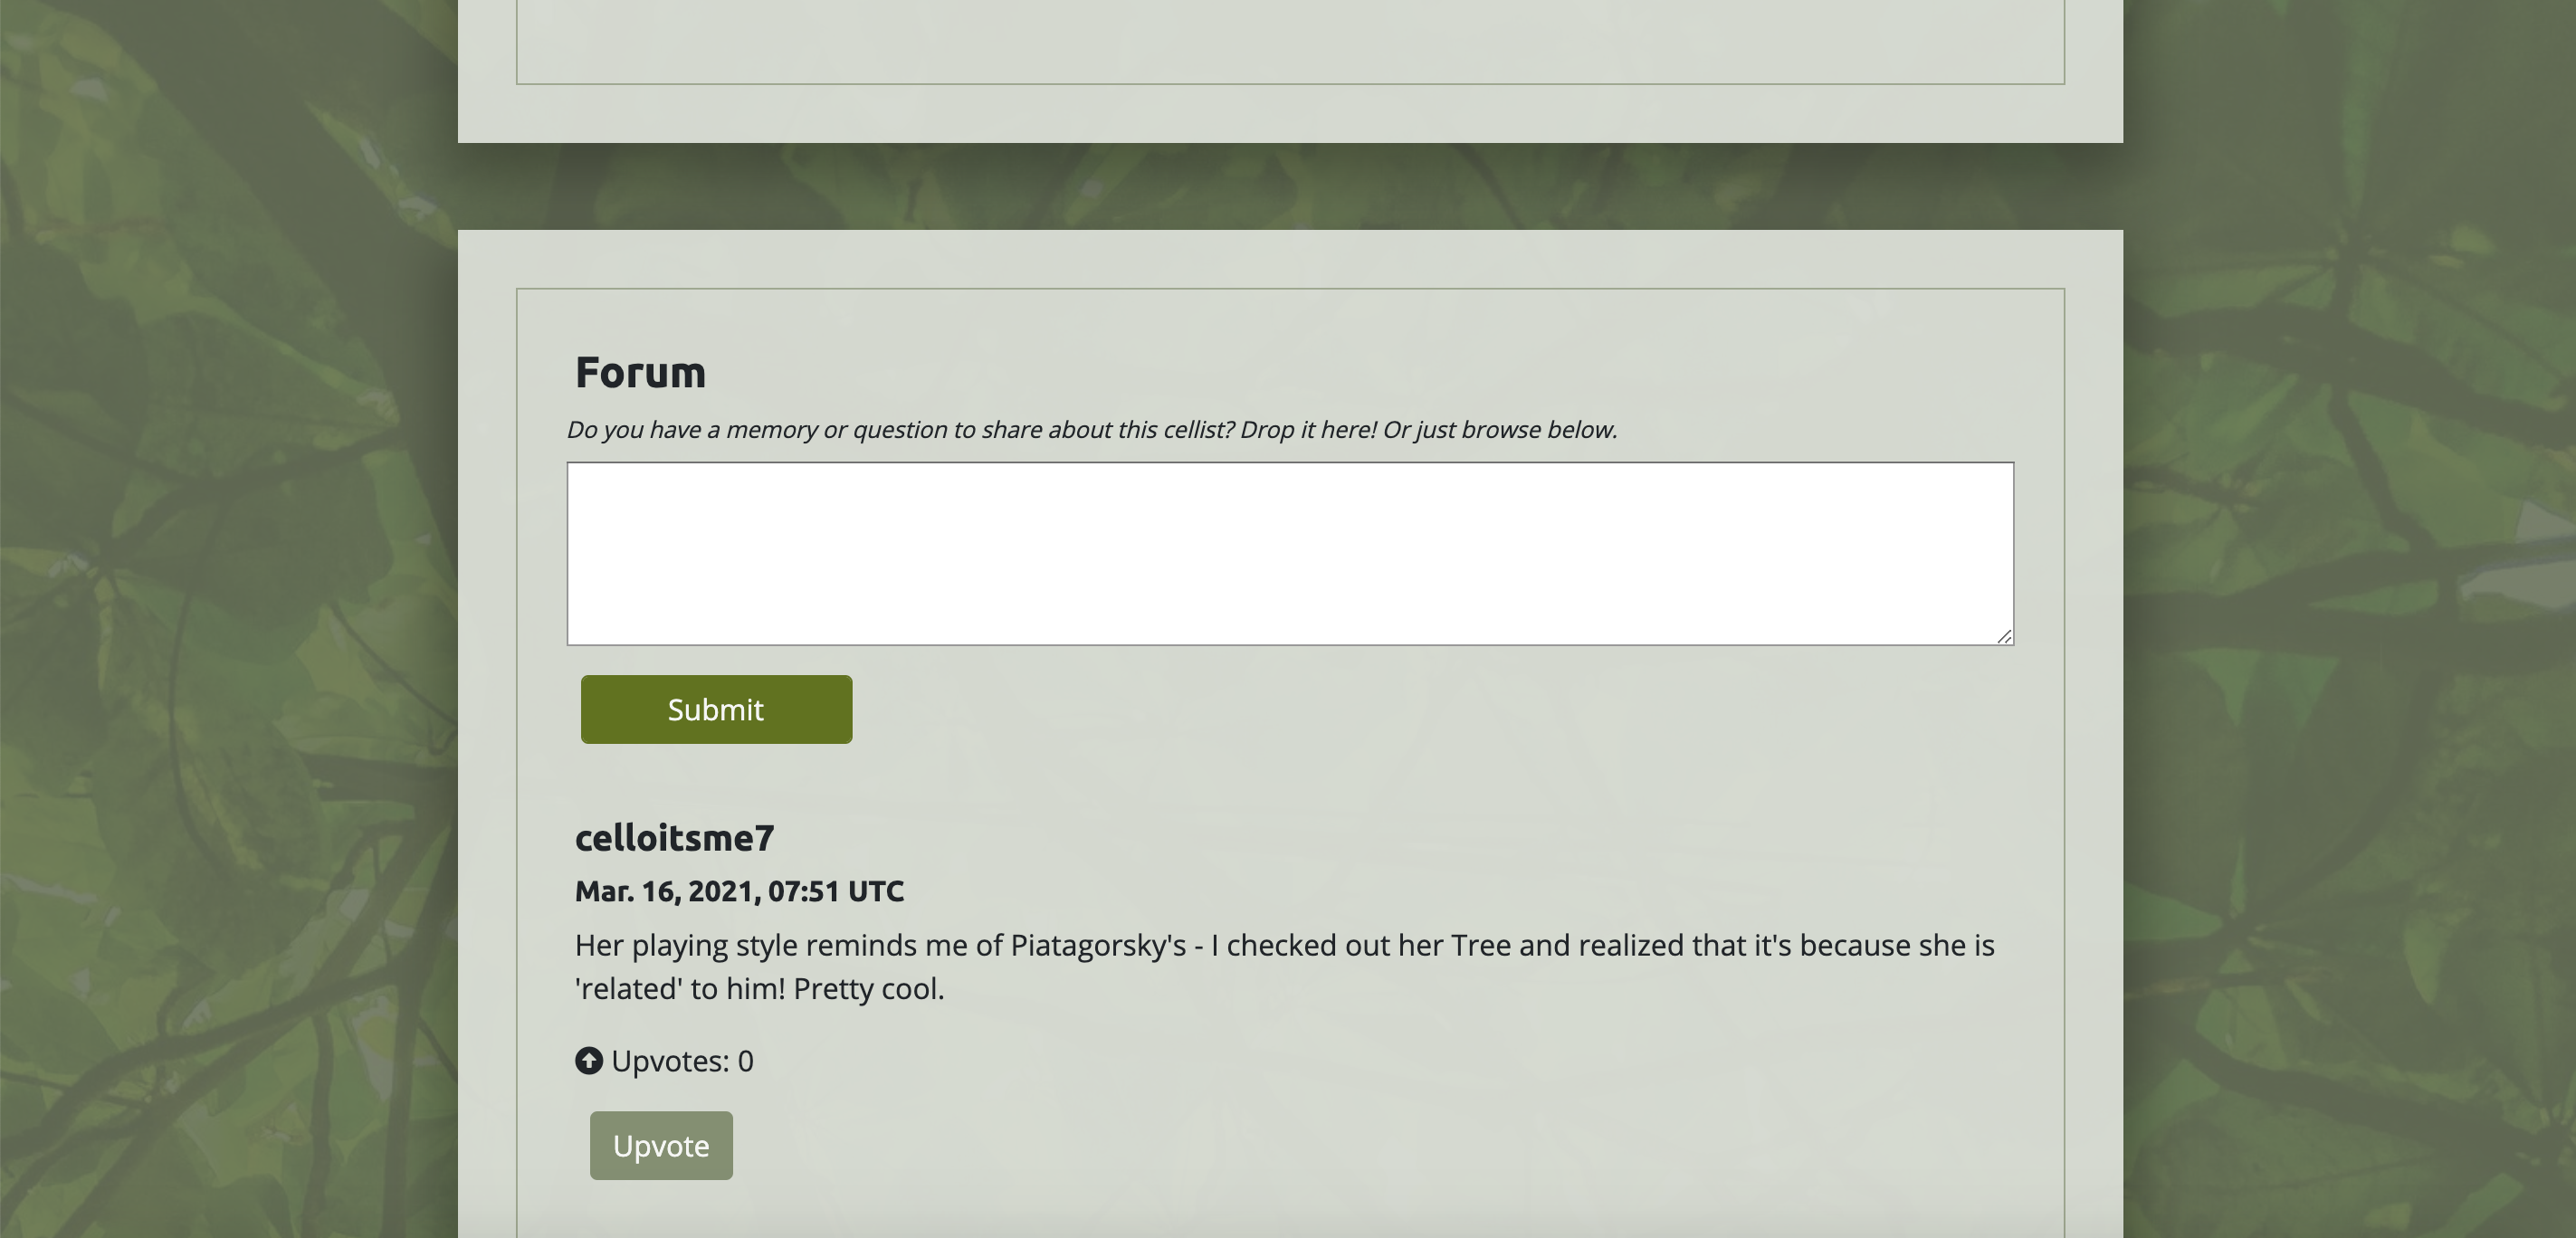 Forum
Do you have a memory or question to share about this cellist? Drop it here! Or just browse below.
Submit
celloitsme7
Mar. 16, 2021, 07:51 UTC
Her playing style reminds me of Piatagorsky's - I checked out her Tree and realized that it's because she is
'related' to him! Pretty cool.
Upvotes: 0
Upvote